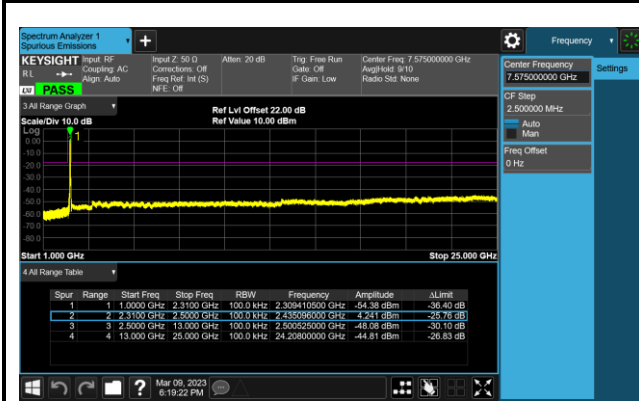 Spectrum Analyzer 1
Spurious Emissions
Frequency
KEYSIGHT Input: RF Input Z: 50 Ω Atten: 20 dB Trig: Free Run Center Freq: 7.575000000 GHz
RL Coupling: AC Corrections: Off Gate: Off Avg|Hold: 9/10
Align: Auto Freq Ref: Int (S) IF Gain: Low Radio Std: None
LXI PASS NFE: Off
Center Frequency
7.575000000 GHz
Settings
CF Step
2.500000 MHz
Auto
Man
Freq Offset
0 Hz
3 All Range Graph
Ref Lvl Offset 22.00 dB
Scale/Div 10.0 dB Ref Value 10.00 dBm
Log
1
0.00
-10.0
-20.0
-30.0
-40.0
-50.0
-60.0
-70.0
-80.0
Start 1.000 GHz Stop 25.000 GHz
4 All Range Table
Spur Range Start Freq Stop Freq RBW Frequency Amplitude ΔLimit
1 1 1.0000 GHz 2.3100 GHz 100.0 kHz 2.309410500 GHz -54.38 dBm -36.40 dB
2 2 2.3100 GHz 2.5000 GHz 100.0 kHz 2.435096000 GHz 4.241 dBm -25.76 dB
3 3 2.5000 GHz 13.000 GHz 100.0 kHz 2.500525000 GHz -48.08 dBm -30.10 dB
4 4 13.000 GHz 25.000 GHz 100.0 kHz 24.20800000 GHz -44.81 dBm -26.83 dB
Mar 09, 2023
6:19:22 PM